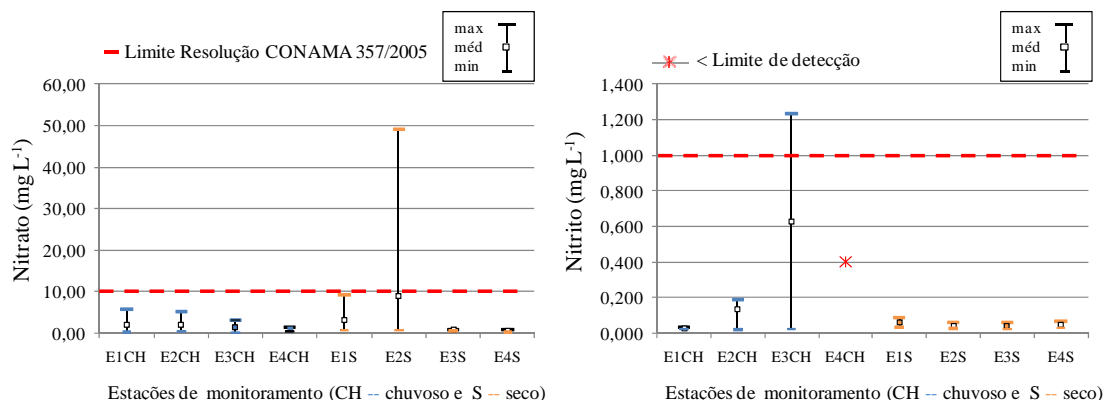 max
méd
min
Limite Resolução CONAMA 357/2005
60,00
50,00
40,00
30,00
20,00
10,00
0,00
Nitrato (mg L-1)
E1CH E2CH E3CH E4CH E1S E2S E3S E4S
Estações de monitoramento (CH -- chuvoso e S -- seco)
max
méd
min
< Limite de detecção
1,400
1,200
1,000
0,800
0,600
0,400
0,200
0,000
Nitrito (mg L-1)
E1CH E2CH E3CH E4CH E1S E2S E3S E4S
Estações de monitoramento (CH -- chuvoso e S -- seco)